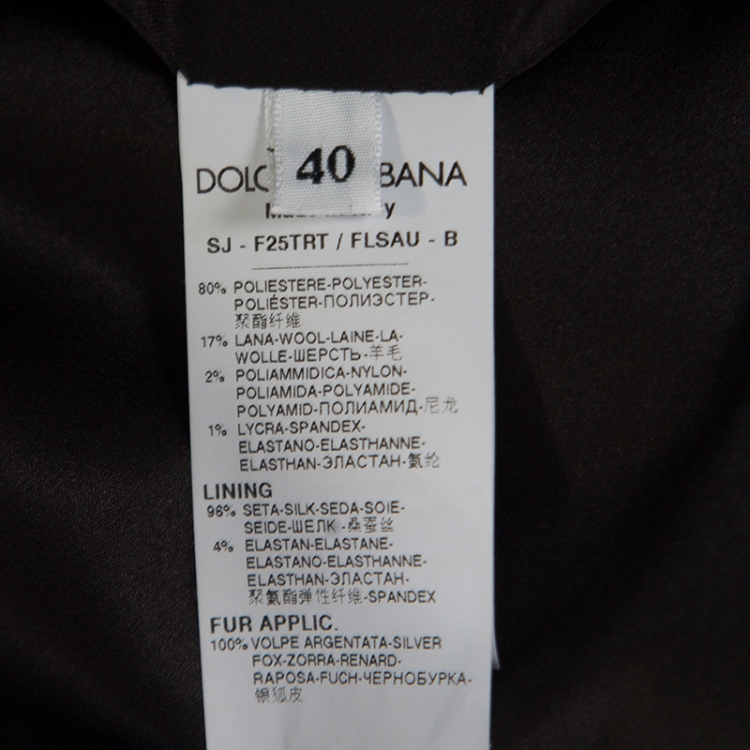 40
DOLC BANA
SJ - F25TRT / FLSAU - B
80% POLIESTERE-POLYESTER-
POLIÉSTER-ПОЛИЭСТЕР-
聚酯纤维
17% LANA-WOOL-LAINE-LA-
WOLLE-ШЕРСТЬ-羊毛
2% POLIAMMIDICA-NYLON-
POLIAMIDA-POLYAMIDE-
POLYAMID-ПОЛИАМИД-尼龙
1% LYCRA-SPANDEX-
ELASTANO-ELASTHANNE-
ELASTHAN-ЭЛАСТАН-氨纶
LINING
96% SETA-SILK-SEDA-SOIE-
SEIDE-ШЕЛК -桑蚕丝
4% ELASTAN-ELASTANE-
ELASTANO-ELASTHANNE-
ELASTHAN-ЭЛАСТАН-
聚氨酯弹性纤维-SPANDEX
FUR APPLIC.
100% VOLPE ARGENTATA-SILVER
FOX-ZORRA-RENARD-
RAPOSA-FUCH-ЧЕРНОБУРКА-
银狐皮